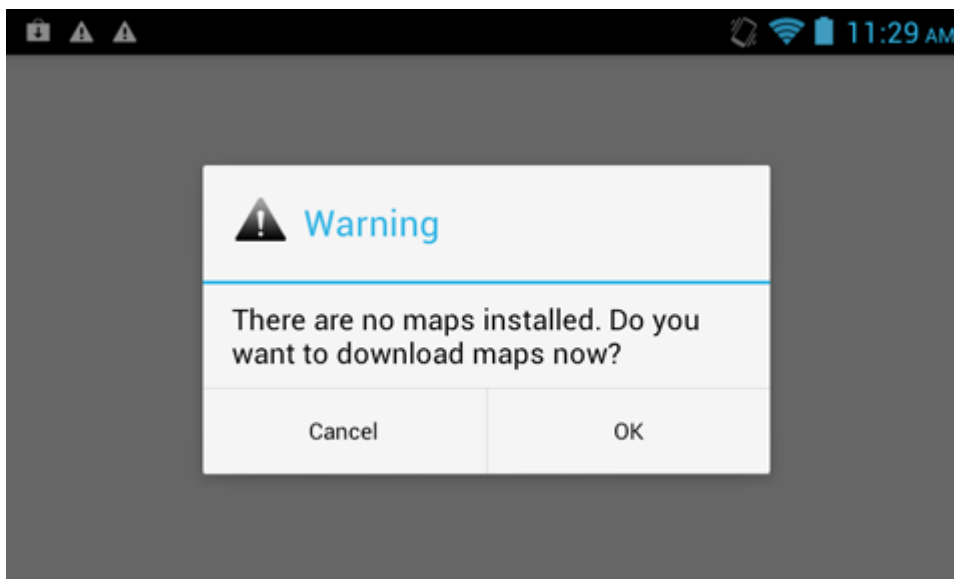 11:29 AM
Warning
There are no maps installed. Do you
want to download maps now?
Cancel
OK